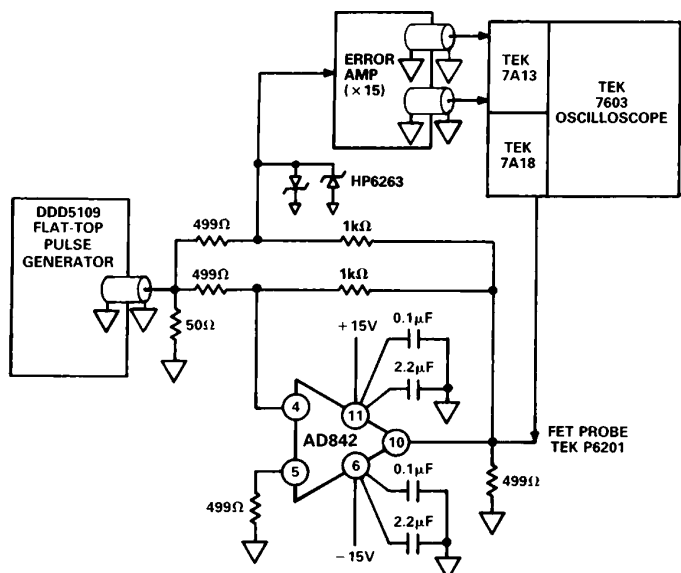 ERROR
AMP
(×15)
TEK
7A13
TEK
7603
OSCILLOSCOPE
TEK
7A18
HP6263
DDD5109
FLAT-TOP
PULSE
GENERATOR
499Ω
1kΩ
499Ω
1kΩ
50Ω
+15V
0.1μF
2.2μF
4
11
AD842
10
5
6
FET PROBE
TEK P6201
0.1μF
499Ω
499Ω
2.2μF
−15V